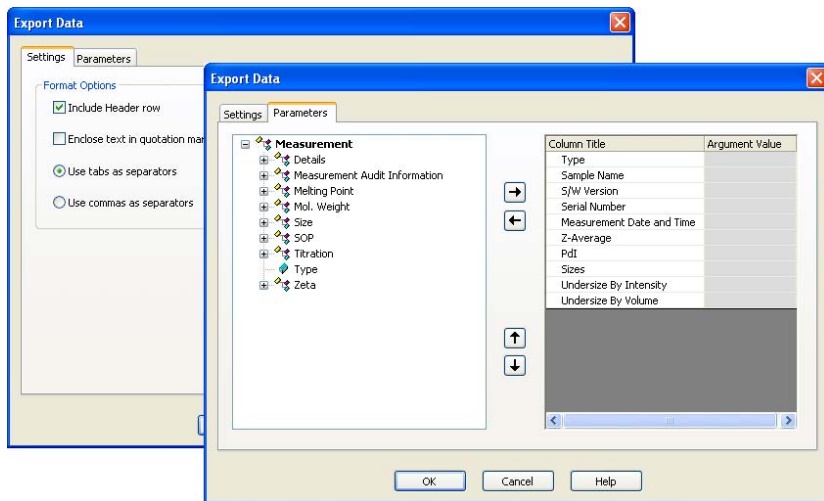 Export Data
Settings
Parameters
Format Options
Include Header row
Enclose text in quotation
Use tabs as separators
Use commas as separators
Export Data
Settings
Parameters
Measurement
Details
Measurement Audit Information
Melting Point
Mol. Weight
Size
SOP
Titration
Type
Zeta
Column Title Argument Value
Type
Sample Name
S/W Version
Serial Number
Measurement Date and Time
Z-Average
PdI
Sizes
Undersize By Intensity
Undersize By Volume
OK
Cancel
Help